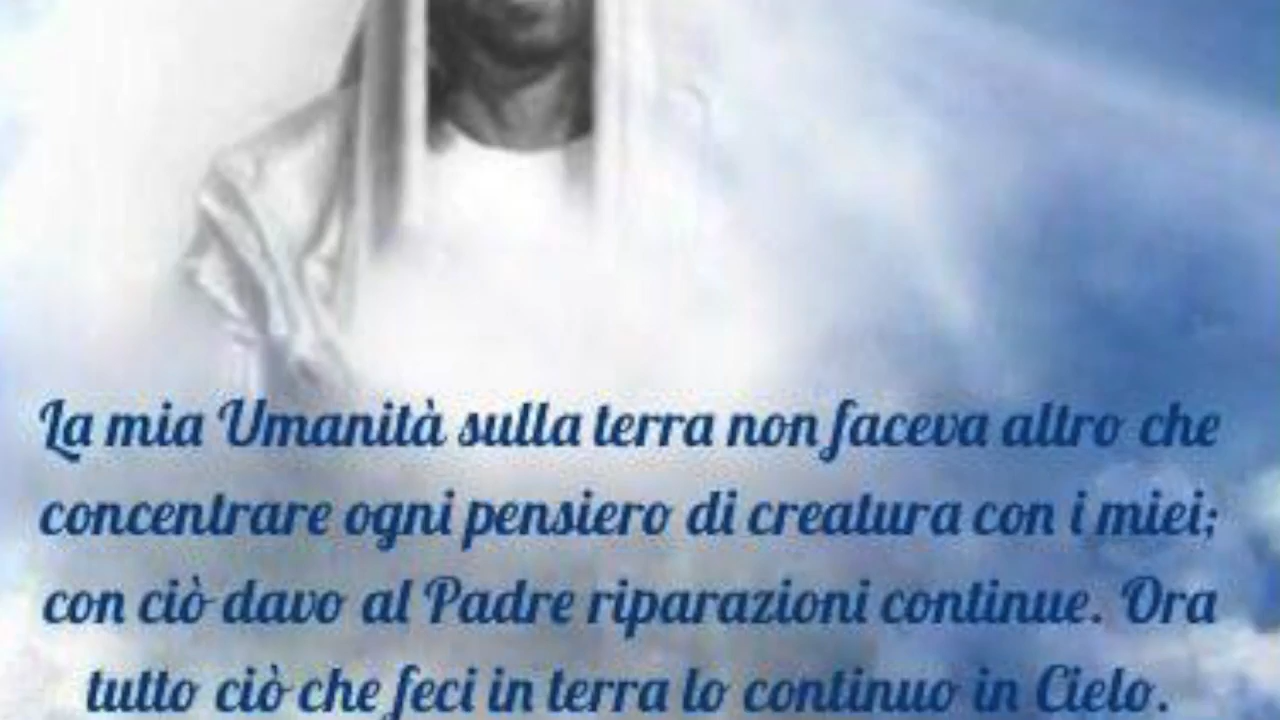 La mia Umanità sulla terra non faceva altro che
concentrare ogni pensiero di creatura con i miei;
con ciò davo al Padre riparazioni continue. Ora
tutto ciò che feci in terra lo continuo in Cielo.